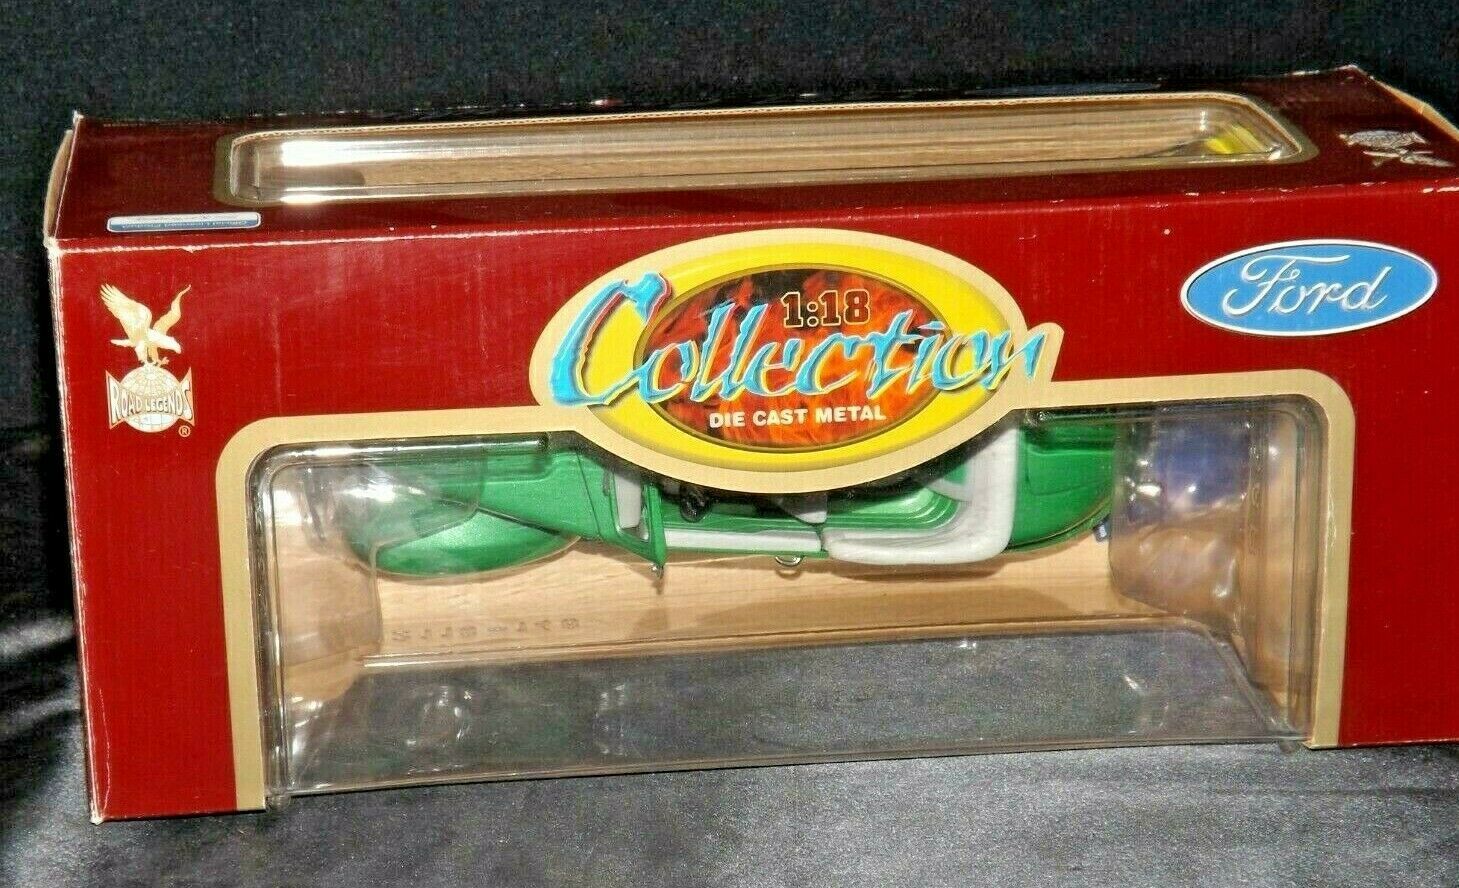 1:18
Collection
DIE CAST METAL
Ford
ROAD LEGENDS
®